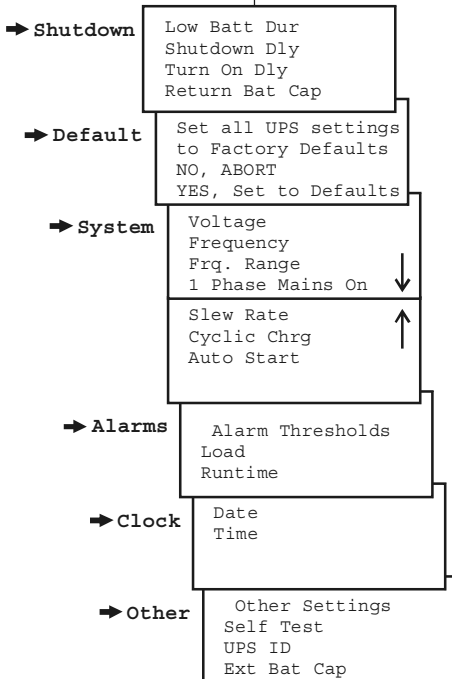 Shutdown
Low Batt Dur
Shutdown Dly
Turn On Dly
Return Bat Cap
Default
Set all UPS settings
to Factory Defaults
NO, ABORT
YES, Set to Defaults
System
Voltage
Frequency
Frq. Range
1 Phase Mains On
Slew Rate
Cyclic Chrg
Auto Start
Alarms
Alarm Thresholds
Load
Runtime
Clock
Date
Time
Other
Other Settings
Self Test
UPS ID
Ext Bat Cap